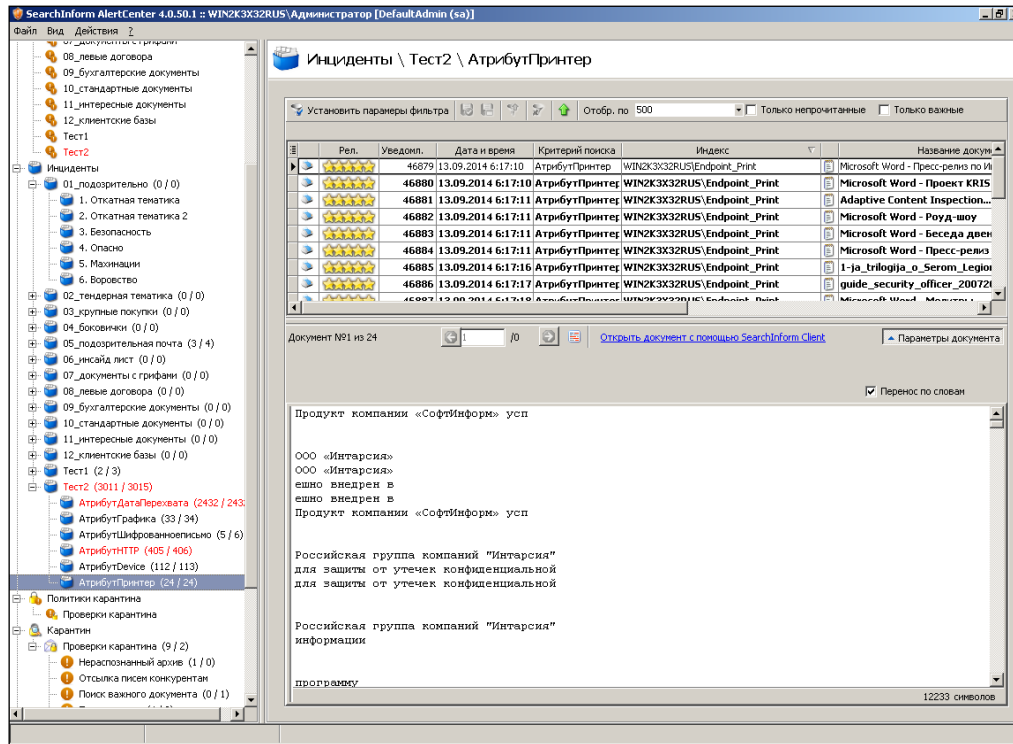 SearchInform AlertCenter 4.0.50.1 :: WIN2K3X32RUS\Администратор [DefaultAdmin (sa)]
Файл Вид Действия ?
08_левые договора
09_бухгалтерские документы
10_стандартные документы
11_интересные документы
12_клиентские базы
Тест1
Тест2
Инциденты
01_подозрительно (0 / 0)
1. Откатная тематика
2. Откатная тематика 2
3. Безопасность
4. Опасно
5. Махинации
6. Воровство
02_тендерная тематика (0 / 0)
03_крупные покупки (0 / 0)
04_боковички (0 / 0)
05_подозрительная почта (3 / 4)
06_инсайд лист (0 / 0)
07_документы с грифами (0 / 0)
08_левые договора (0 / 0)
09_бухгалтерские документы (0 / 0)
10_стандартные документы (0 / 0)
11_интересные документы (0 / 0)
12_клиентские базы (0 / 0)
Тест1 (2 / 3)
Тест2 (3011 / 3015)
АтрибутДатаПерехвата (2432 / 243
АтрибутГрафика (33 / 34)
АтрибутШифрованноеписьмо (5 / 6)
АтрибутHTTP (405 / 406)
АтрибутDevice (112 / 113)
АтрибутПринтер (24 / 24)
Политики карантина
Проверки карантина
Карантин
Проверки карантина (9 / 2)
Нераспознанный архив (1 / 0)
Отсылка писем конкурентам
Поиск важного документа (0 / 1)
Инциденты \ Тест2 \ АтрибутПринтер
Установить парамеры фильтра Отобр. по 500 Только непрочитанные Только важные
Рел. Уведомл. Дата и время Критерий поиска Индекс Название докум
46879 13.09.2014 6:17:10 АтрибутПринтер WIN2K3X32RUS\Endpoint_Print Microsoft Word - Пресс-релиз по И
46880 13.09.2014 6:17:10 АтрибутПринтер WIN2K3X32RUS\Endpoint_Print Microsoft Word - Проект KRIS
46881 13.09.2014 6:17:11 АтрибутПринтер WIN2K3X32RUS\Endpoint_Print Adaptive Content Inspection...
46882 13.09.2014 6:17:11 АтрибутПринтер WIN2K3X32RUS\Endpoint_Print Microsoft Word - Роуд-шоу
46883 13.09.2014 6:17:11 АтрибутПринтер WIN2K3X32RUS\Endpoint_Print Microsoft Word - Беседа двен
46884 13.09.2014 6:17:11 АтрибутПринтер WIN2K3X32RUS\Endpoint_Print Microsoft Word - Пресс-релиз
46885 13.09.2014 6:17:16 АтрибутПринтер WIN2K3X32RUS\Endpoint_Print 1-ja_trilogija_o_Serom_Legion
46886 13.09.2014 6:17:17 АтрибутПринтер WIN2K3X32RUS\Endpoint_Print guide_security_officer_200720
Документ №1 из 24 1 /0 Открыть документ с помощью SearchInform Client Параметры документа
Перенос по словам
Продукт компании «СофтИнформ» усп
ООО «Интарсия»
ООО «Интарсия»
ешно внедрен в
ешно внедрен в
Продукт компании «СофтИнформ» усп
Российская группа компаний "Интарсия"
для защиты от утечек конфиденциальной
для защиты от утечек конфиденциальной
Российская группа компаний "Интарсия"
информации
программу
12233 символов